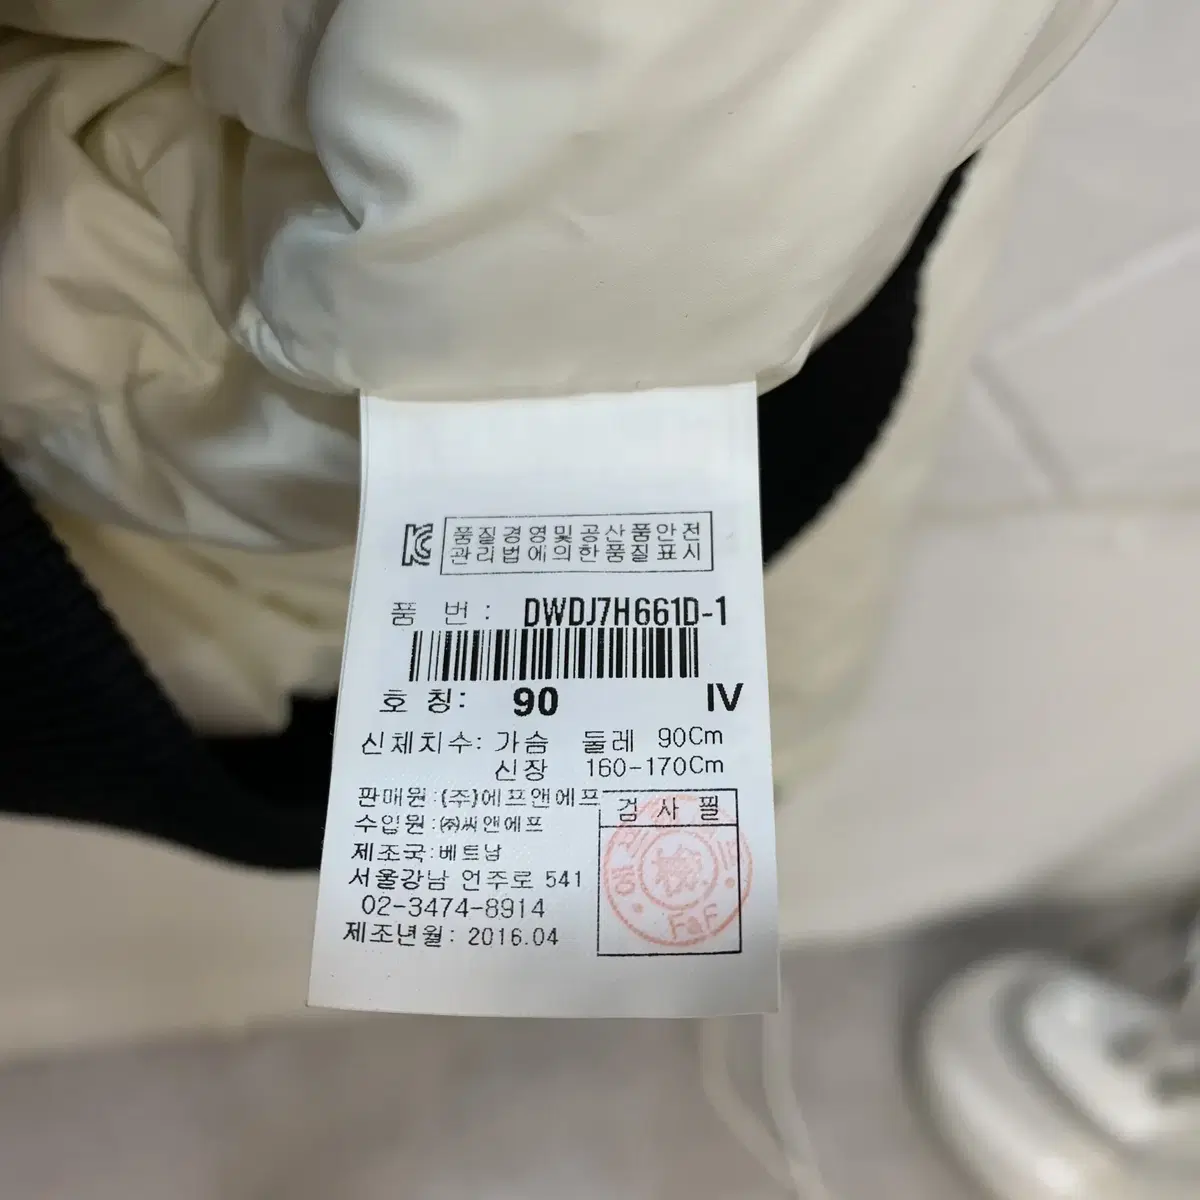 품질경영및공산품안전
관리법에의한품질표시
품 번 : DWDJ7H661D-1
호 칭: 90 IV
신체치수: 가슴 둘레 90Cm
신장 160-170Cm
판매원:(주)에프앤에프
수입원:㈜씨앤에프
제조국:베트남
서울강남 언주로 541
02-3474-8914
제조년월: 2016.04
검 사 필
檢
F&F